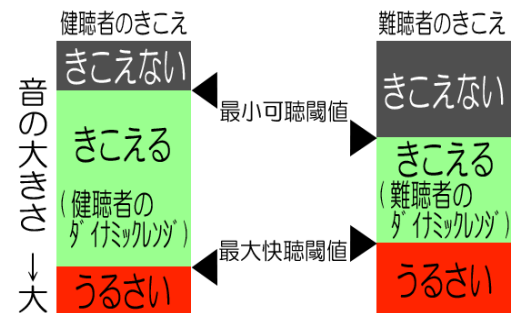 健聴者のきこえ
難聴者のきこえ
音の大きさ →大
きこえない
きこえる
(健聴者の
ダイナミックレンジ)
うるさい
最小可聴閾値
最大快聴閾値
きこえない
きこえる
(難聴者の
ダイナミックレンジ)
うるさい